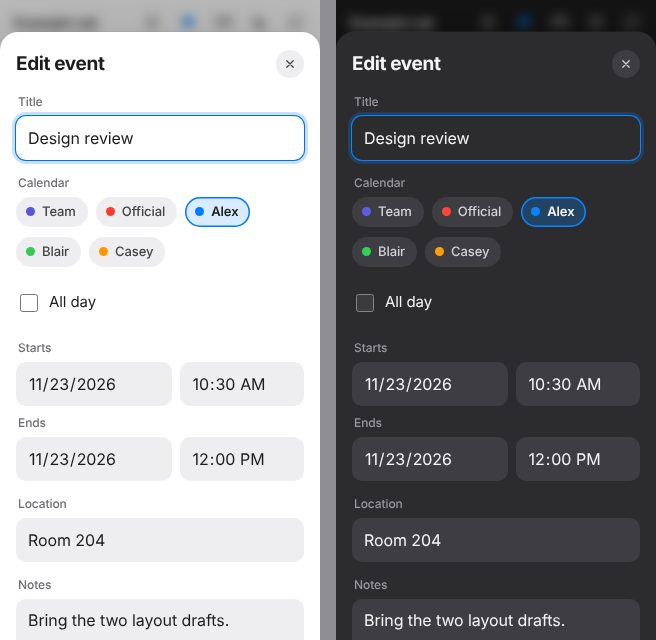 Edit event
Title
Design review
Calendar
Team Official Alex
Blair Casey
All day
Starts
11/23/2026 10:30 AM
Ends
11/23/2026 12:00 PM
Location
Room 204
Notes
Bring the two layout drafts.
Edit event
Title
Design review
Calendar
Team Official Alex
Blair Casey
All day
Starts
11/23/2026 10:30 AM
Ends
11/23/2026 12:00 PM
Location
Room 204
Notes
Bring the two layout drafts.